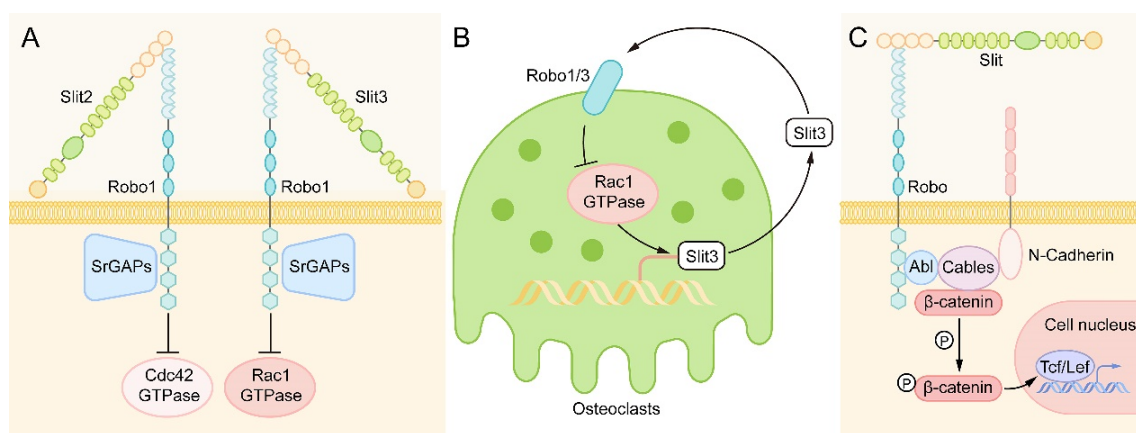 A
Slit2
Slit3
Robo1
Robo1
SrGAPs
SrGAPs
Cdc42
GTPase
Rac1
GTPase
B
Robo1/3
Slit3
Rac1
GTPase
Slit3
Osteoclasts
C
Slit
Robo
N-Cadherin
Abl
Cables
β-catenin
P
P
β-catenin
Cell nucleus
Tcf/Lef